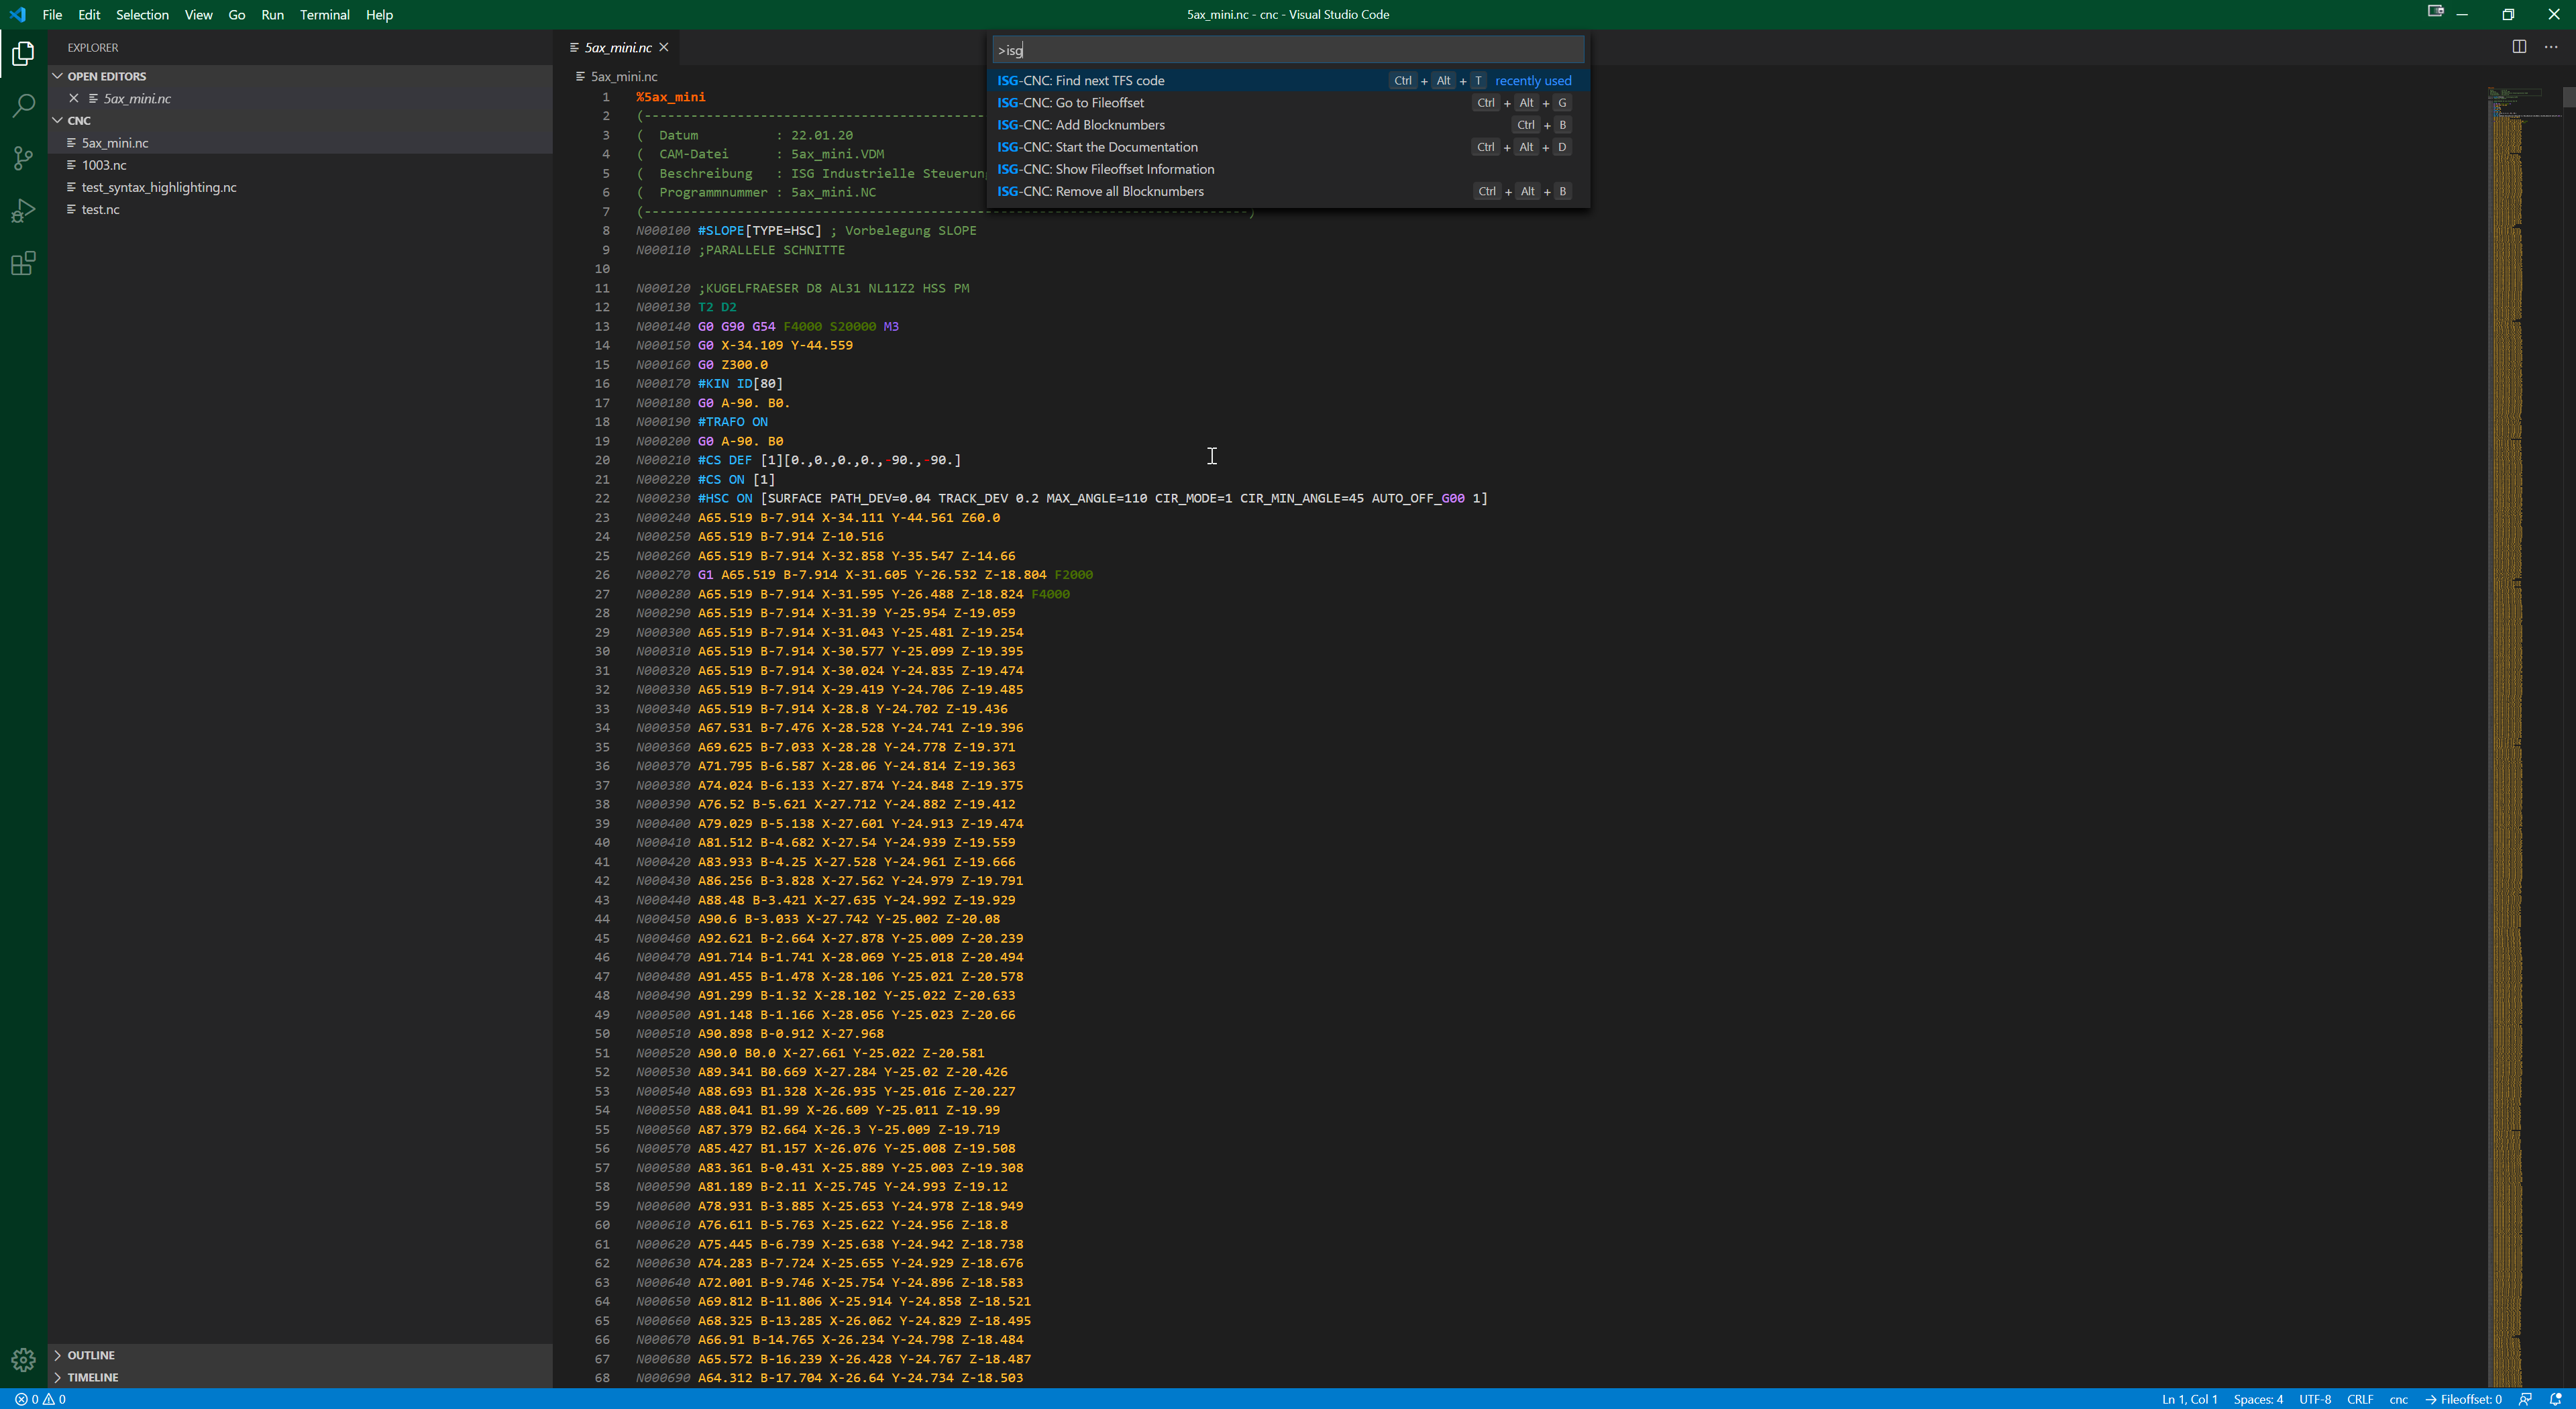 File Edit Selection View Go Run Terminal Help
5ax_mini.nc - cnc - Visual Studio Code
EXPLORER
OPEN EDITORS
5ax_mini.nc
CNC
5ax_mini.nc
1003.nc
test_syntax_highlighting.nc
test.nc
OUTLINE
TIMELINE
5ax_mini.nc
5ax_mini.nc
>isg
ISG-CNC: Find next TFS code Ctrl + Alt + T recently used
ISG-CNC: Go to Fileoffset Ctrl + Alt + G
ISG-CNC: Add Blocknumbers Ctrl + B
ISG-CNC: Start the Documentation Ctrl + Alt + D
ISG-CNC: Show Fileoffset Information
ISG-CNC: Remove all Blocknumbers Ctrl + Alt + B
1 %5ax_mini
2 (--------------------------------------------
3 ( Datum : 22.01.20
4 ( CAM-Datei : 5ax_mini.VDM
5 ( Beschreibung : ISG Industrielle Steuerun
6 ( Programmnummer : 5ax_mini.NC
7 (------------------------------------------------------------------------------)
8 N000100 #SLOPE[TYPE=HSC] ; Vorbelegung SLOPE
9 N000110 ;PARALLELE SCHNITTE
10
11 N000120 ;KUGELFRAESER D8 AL31 NL11Z2 HSS PM
12 N000130 T2 D2
13 N000140 G0 G90 G54 F4000 S20000 M3
14 N000150 G0 X-34.109 Y-44.559
15 N000160 G0 Z300.0
16 N000170 #KIN ID[80]
17 N000180 G0 A-90. B0.
18 N000190 #TRAFO ON
19 N000200 G0 A-90. B0
20 N000210 #CS DEF [1][0.,0.,0.,0.,-90.,-90.]
21 N000220 #CS ON [1]
22 N000230 #HSC ON [SURFACE PATH_DEV=0.04 TRACK_DEV 0.2 MAX_ANGLE=110 CIR_MODE=1 CIR_MIN_ANGLE=45 AUTO_OFF_G00 1]
23 N000240 A65.519 B-7.914 X-34.111 Y-44.561 Z60.0
24 N000250 A65.519 B-7.914 Z-10.516
25 N000260 A65.519 B-7.914 X-32.858 Y-35.547 Z-14.66
26 N000270 G1 A65.519 B-7.914 X-31.605 Y-26.532 Z-18.804 F2000
27 N000280 A65.519 B-7.914 X-31.595 Y-26.488 Z-18.824 F4000
28 N000290 A65.519 B-7.914 X-31.39 Y-25.954 Z-19.059
29 N000300 A65.519 B-7.914 X-31.043 Y-25.481 Z-19.254
30 N000310 A65.519 B-7.914 X-30.577 Y-25.099 Z-19.395
31 N000320 A65.519 B-7.914 X-30.024 Y-24.835 Z-19.474
32 N000330 A65.519 B-7.914 X-29.419 Y-24.706 Z-19.485
33 N000340 A65.519 B-7.914 X-28.8 Y-24.702 Z-19.436
34 N000350 A67.531 B-7.476 X-28.528 Y-24.741 Z-19.396
35 N000360 A69.625 B-7.033 X-28.28 Y-24.778 Z-19.371
36 N000370 A71.795 B-6.587 X-28.06 Y-24.814 Z-19.363
37 N000380 A74.024 B-6.133 X-27.874 Y-24.848 Z-19.375
38 N000390 A76.52 B-5.621 X-27.712 Y-24.882 Z-19.412
39 N000400 A79.029 B-5.138 X-27.601 Y-24.913 Z-19.474
40 N000410 A81.512 B-4.682 X-27.54 Y-24.939 Z-19.559
41 N000420 A83.933 B-4.25 X-27.528 Y-24.961 Z-19.666
42 N000430 A86.256 B-3.828 X-27.562 Y-24.979 Z-19.791
43 N000440 A88.48 B-3.421 X-27.635 Y-24.992 Z-19.929
44 N000450 A90.6 B-3.033 X-27.742 Y-25.002 Z-20.08
45 N000460 A92.621 B-2.664 X-27.878 Y-25.009 Z-20.239
46 N000470 A91.714 B-1.741 X-28.069 Y-25.018 Z-20.494
47 N000480 A91.455 B-1.478 X-28.106 Y-25.021 Z-20.578
48 N000490 A91.299 B-1.32 X-28.102 Y-25.022 Z-20.633
49 N000500 A91.148 B-1.166 X-28.056 Y-25.023 Z-20.66
50 N000510 A90.898 B-0.912 X-27.968
51 N000520 A90.0 B0.0 X-27.661 Y-25.022 Z-20.581
52 N000530 A89.341 B0.669 X-27.284 Y-25.02 Z-20.426
53 N000540 A88.693 B1.328 X-26.935 Y-25.016 Z-20.227
54 N000550 A88.041 B1.99 X-26.609 Y-25.011 Z-19.99
55 N000560 A87.379 B2.664 X-26.3 Y-25.009 Z-19.719
56 N000570 A85.427 B1.157 X-26.076 Y-25.008 Z-19.508
57 N000580 A83.361 B-0.431 X-25.889 Y-25.003 Z-19.308
58 N000590 A81.189 B-2.11 X-25.745 Y-24.993 Z-19.12
59 N000600 A78.931 B-3.885 X-25.653 Y-24.978 Z-18.949
60 N000610 A76.611 B-5.763 X-25.622 Y-24.956 Z-18.8
61 N000620 A75.445 B-6.739 X-25.638 Y-24.942 Z-18.738
62 N000630 A74.283 B-7.724 X-25.655 Y-24.929 Z-18.676
63 N000640 A72.001 B-9.746 X-25.754 Y-24.896 Z-18.583
64 N000650 A69.812 B-11.806 X-25.914 Y-24.858 Z-18.521
65 N000660 A68.325 B-13.285 X-26.062 Y-24.829 Z-18.495
66 N000670 A66.91 B-14.765 X-26.234 Y-24.798 Z-18.484
67 N000680 A65.572 B-16.239 X-26.428 Y-24.767 Z-18.487
68 N000690 A64.312 B-17.704 X-26.64 Y-24.734 Z-18.503
0 0
Ln 1, Col 1 Spaces: 4 UTF-8 CRLF cnc Fileoffset: 0